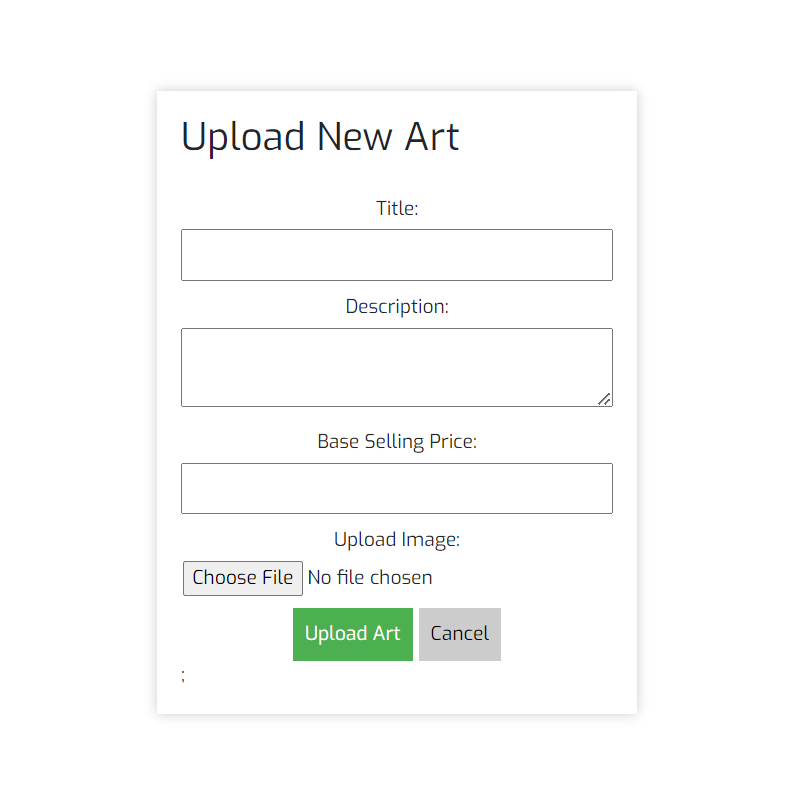 Upload New Art
Title:
Description:
Base Selling Price:
Upload Image:
Choose File No file chosen
Upload Art Cancel
;